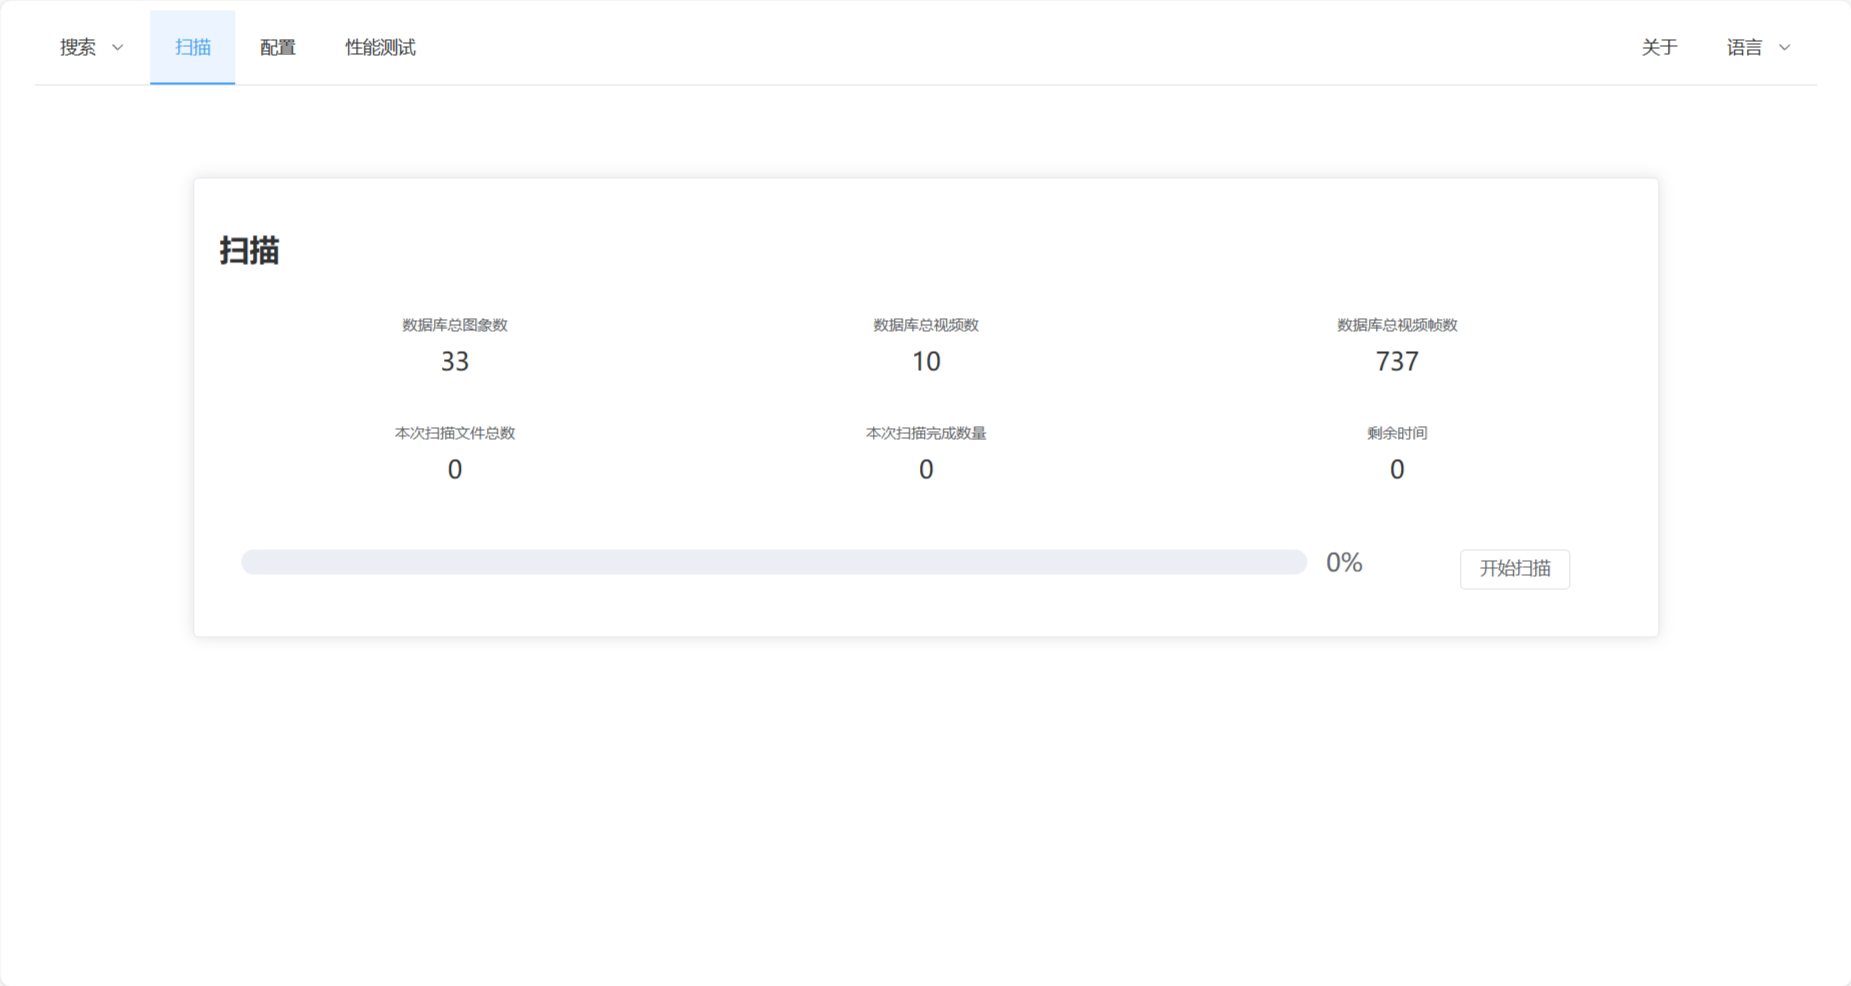 搜索 扫描 配置 性能测试 关于 语言
扫描
数据库总图象数 数据库总视频数 数据库总视频帧数
33 10 737
本次扫描文件总数 本次扫描完成数量 剩余时间
0 0 0
0% 开始扫描